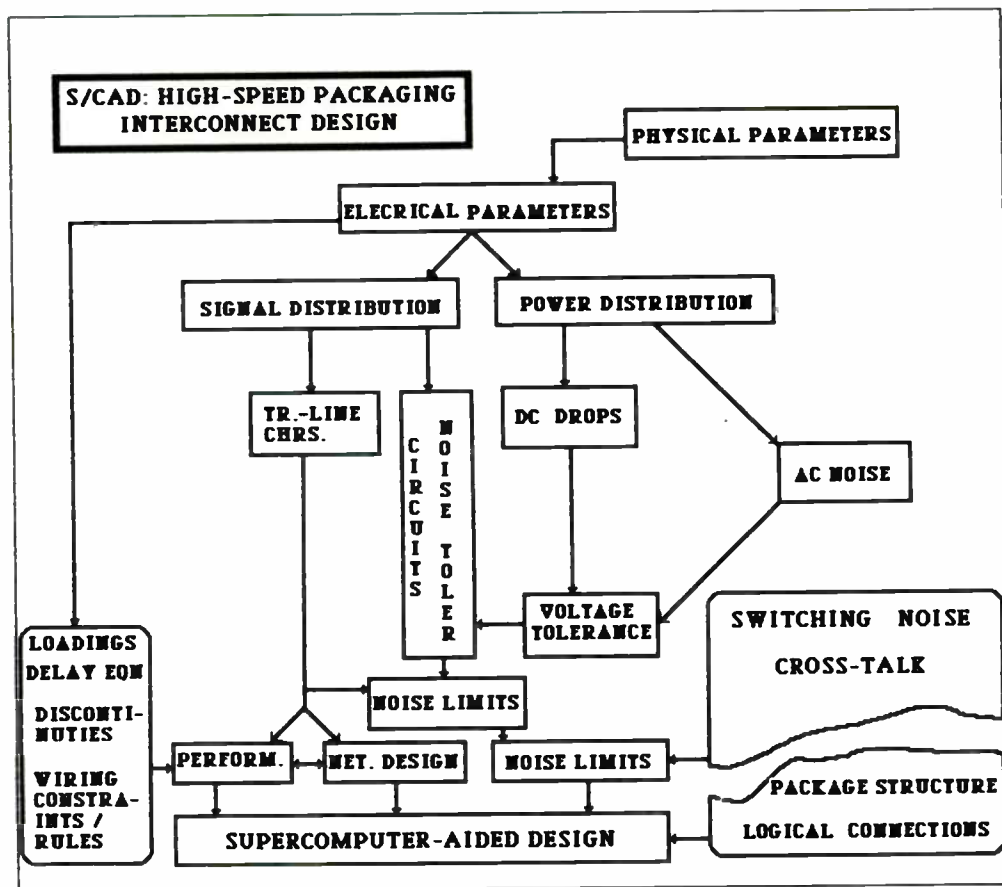 S/CAD: HIGH-SPEED PACKAGING
INTERCONNECT DESIGN
PHYSICAL PARAMETERS
ELECRICAL PARAMETERS
SIGNAL DISTRIBUTION
POWER DISTRIBUTION
TR.-LINE
CHRS.
CIRCUITS
NOISE TOLER
DC DROPS
AC NOISE
VOLTAGE
TOLERANCE
SWITCHING NOISE
CROSS-TALK
LOADINGS
DELAY EQN
DISCONTI-
NUTIES
WIRING
CONSTRA-
INTS /
RULES
NOISE LIMITS
PERFORM.
NET. DESIGN
NOISE LIMITS
PACKAGE STRUCTURE
LOGICAL CONNECTIONS
SUPERCOMPUTER-AIDED DESIGN